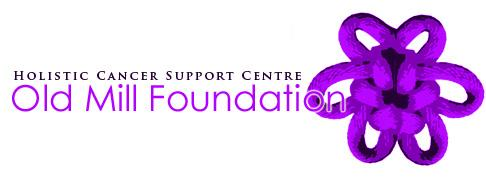 Holistic Cancer Support Centre
Old Mill Foundation